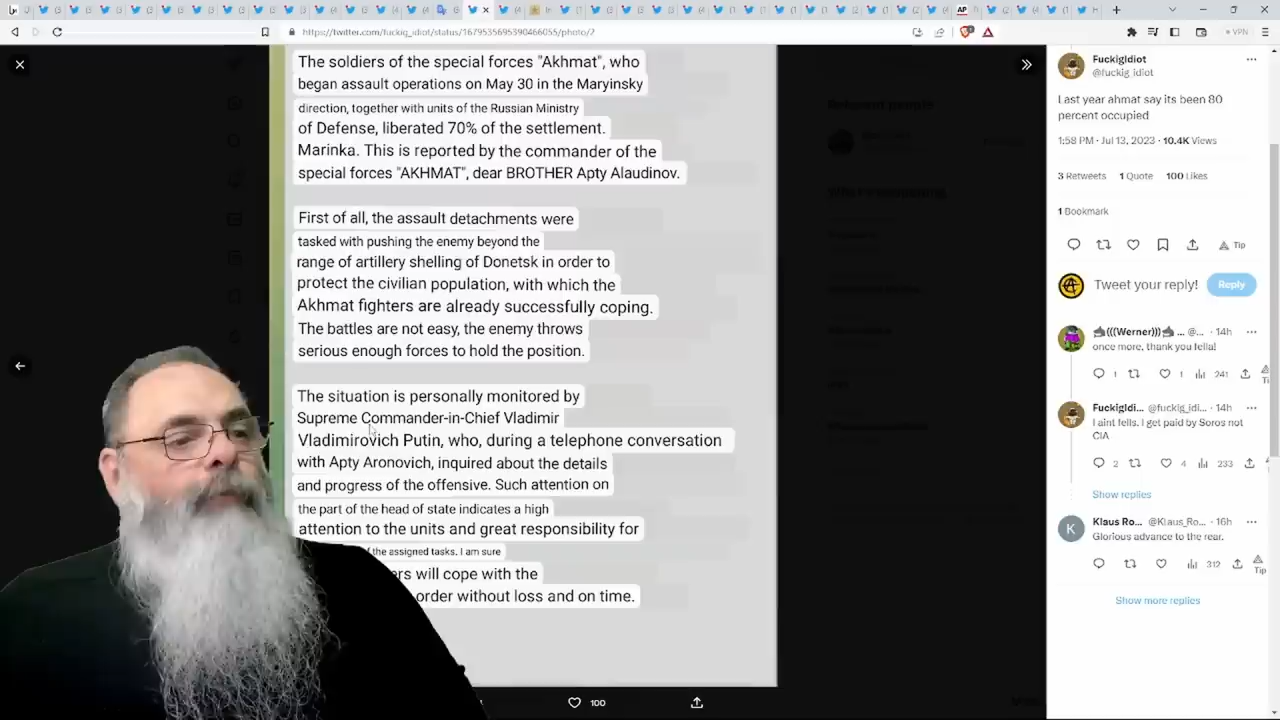 https://twitter.com/fuckig_idiot/status/1679535695390466055/photo/2
VPN
The soldiers of the special forces "Akhmat", who
began assault operations on May 30 in the Maryinsky
direction, together with units of the Russian Ministry
of Defense, liberated 70% of the settlement.
Marinka. This is reported by the commander of the
special forces "AKHMAT", dear BROTHER Apty Alaudinov.
First of all, the assault detachments were
tasked with pushing the enemy beyond the
range of artillery shelling of Donetsk in order to
protect the civilian population, with which the
Akhmat fighters are already successfully coping.
The battles are not easy, the enemy throws
serious enough forces to hold the position.
The situation is personally monitored by
Supreme Commander-in-Chief Vladimir
Vladimirovich Putin, who, during a telephone conversation
with Apty Aronovich, inquired about the details
and progress of the offensive. Such attention on
the part of the head of state indicates a high
attention to the units and great responsibility for
the assigned tasks. I am sure
will cope with the
order without loss and on time.
100
FuckigIdiot
@fuckig_idiot
Last year ahmat say its been 80
percent occupied
1:58 PM · Jul 13, 2023 · 10.4K Views
3 Retweets 1 Quote 100 Likes
1 Bookmark
Tip
Tweet your reply!
Reply
(((Werner))) ... @... · 14h
once more, thank you fella!
1 1 241
FuckigIdi... @fuckig_idi... · 14h
I aint fells. I get paid by Soros not
CIA
2 4 233
Show replies
K
Klaus Ro... @Klaus_Ro... · 16h
Glorious advance to the rear.
312 Tip
Show more replies